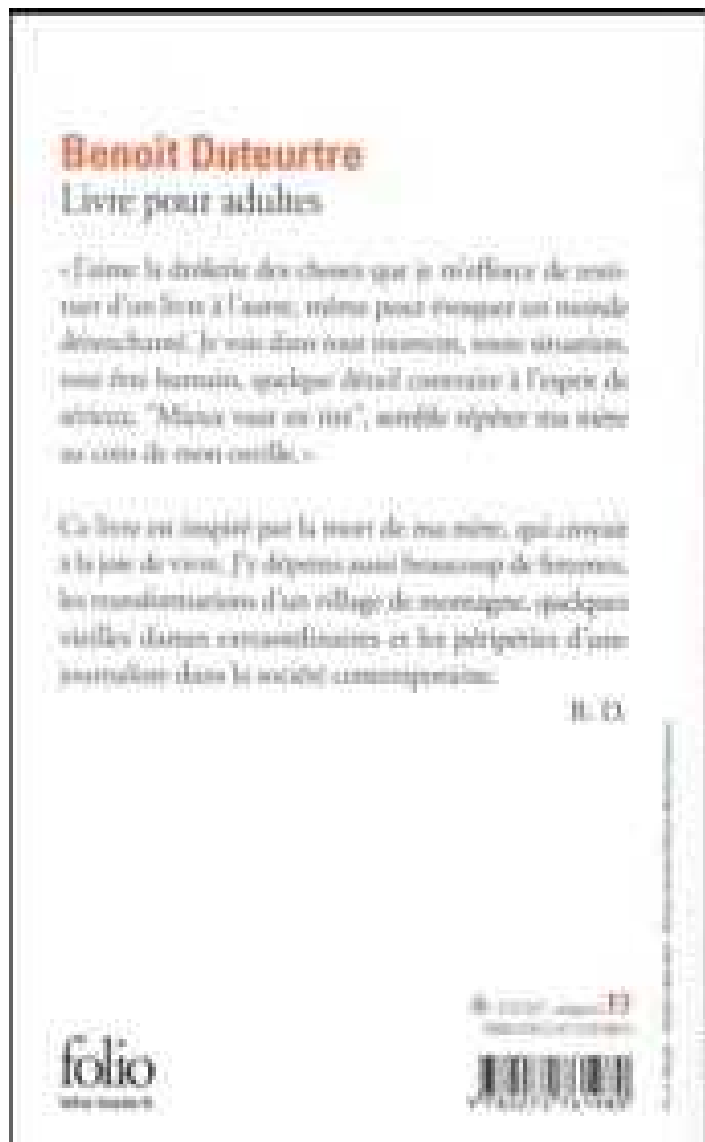 Benoît Duteurtre
Livre pour adultes
« J'aime la drôlerie des choses que je m'efforce de resti-
tuer d'un livre à l'autre, même pour évoquer un monde
désenchanté. Je vois dans tout moment, toute situation,
tout être humain, quelque détail contraire à l'esprit de
sérieux. "Mieux vaut en rire", semble répéter ma mère
au coin de mon oreille. »
Ce livre est inspiré par la mort de ma mère, qui croyait
à la joie de vivre. J'y dépeins aussi beaucoup de femmes,
les transformations d'un village de montagne, quelques
vieilles dames extraordinaires et les péripéties d'une
journaliste dans la société contemporaine.
B. D.
folio